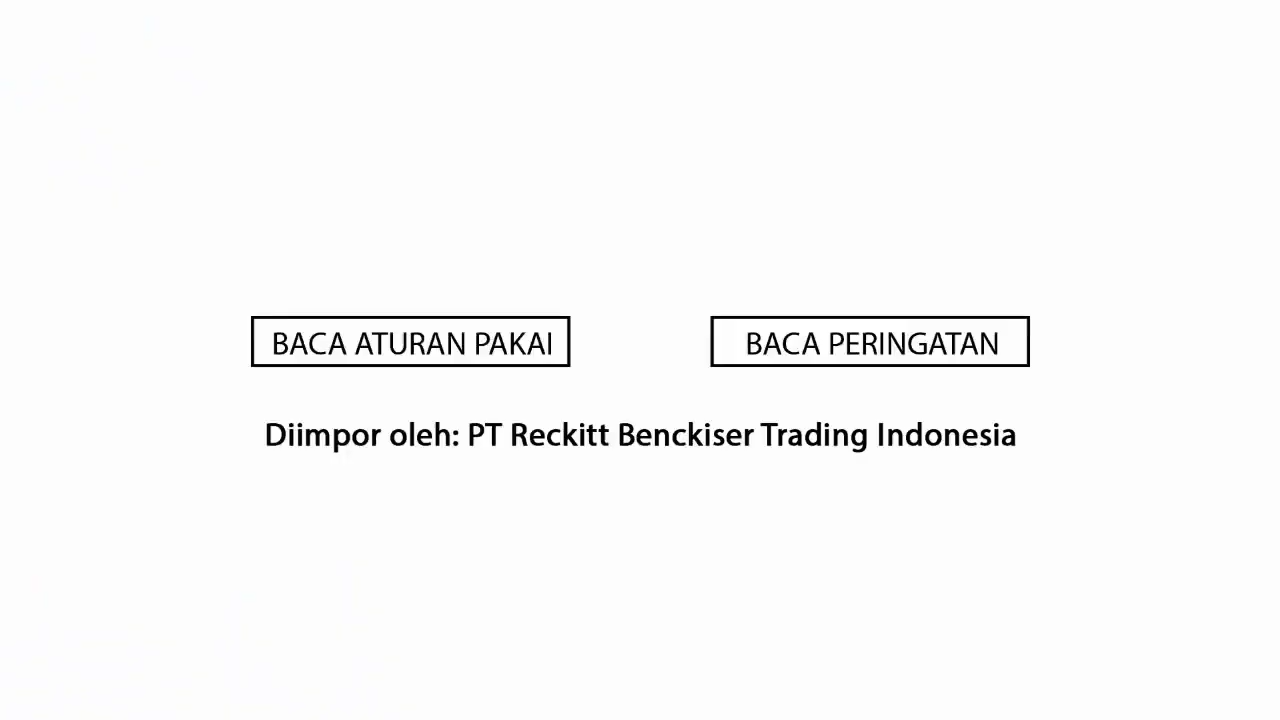 BACA ATURAN PAKAI
BACA PERINGATAN
Diimpor oleh: PT Reckitt Benckiser Trading Indonesia